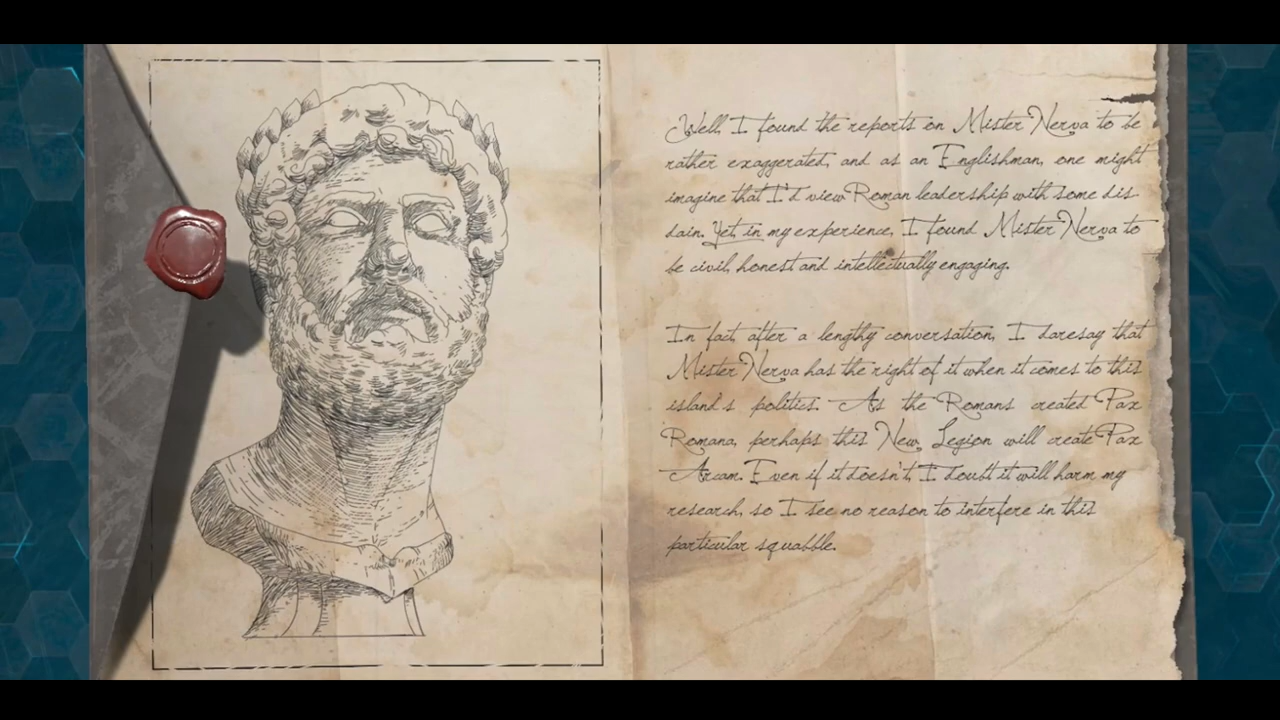 Well, I found the reports on Mister Nerva to be
rather exaggerated, and as an Englishman, one might
imagine that I'd view Roman leadership with some dis
dain. Yet in my experience, I found Mister Nerva to
be civil, honest and intellectually engaging.
In fact, after a lengthy conversation, I daresay that
Mister Nerva has the right of it when it comes to this
island s politics. As the Romans created Pax
Romana, perhaps this New Legion will create Pax
Arcam. Even if it doesn't, I doubt it will harm my
research, so I see no reason to interfere in this
particular squabble.